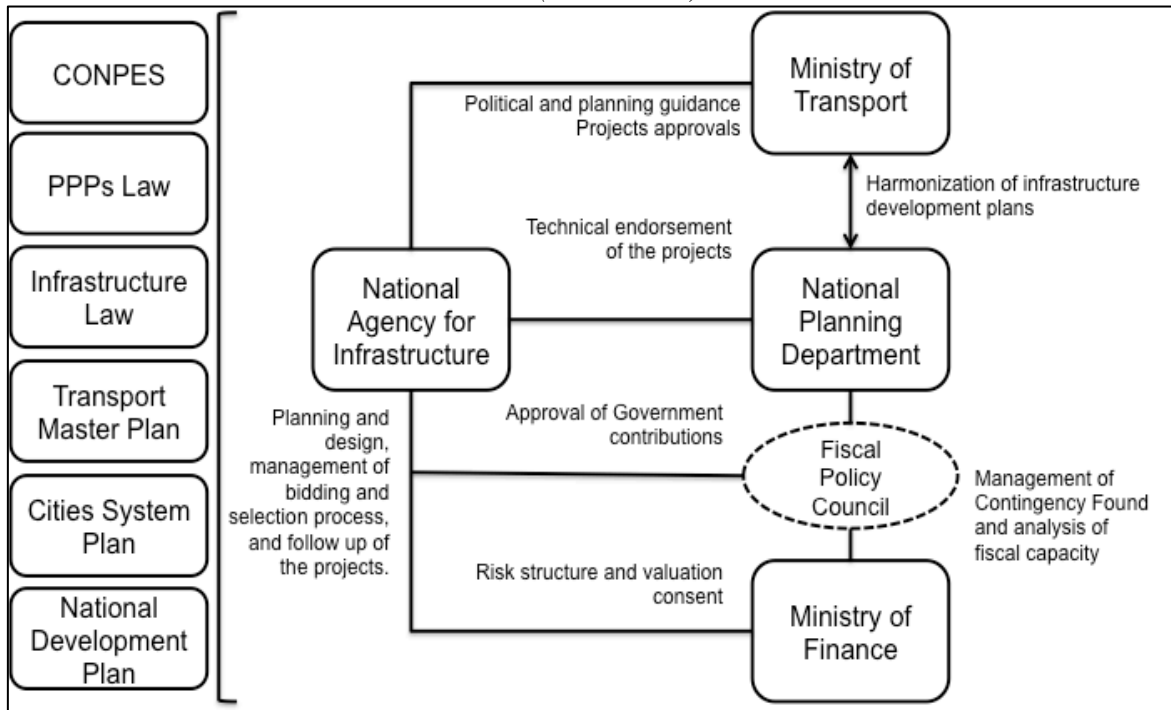 CONPES
PPPs Law
Infrastructure
Law
Transport
Master Plan
Cities System
Plan
National
Development
Plan
Ministry of
Transport
Political and planning guidance
Projects approvals
Harmonization of infrastructure
development plans
Technical endorsement
of the projects
National
Agency for
Infrastructure
National
Planning
Department
Planning and
design,
management of
bidding and
selection process,
and follow up of
the projects.
Approval of Government
contributions
Fiscal
Policy
Council
Management of
Contingency Found
and analysis of
fiscal capacity
Risk structure and valuation
consent
Ministry of
Finance